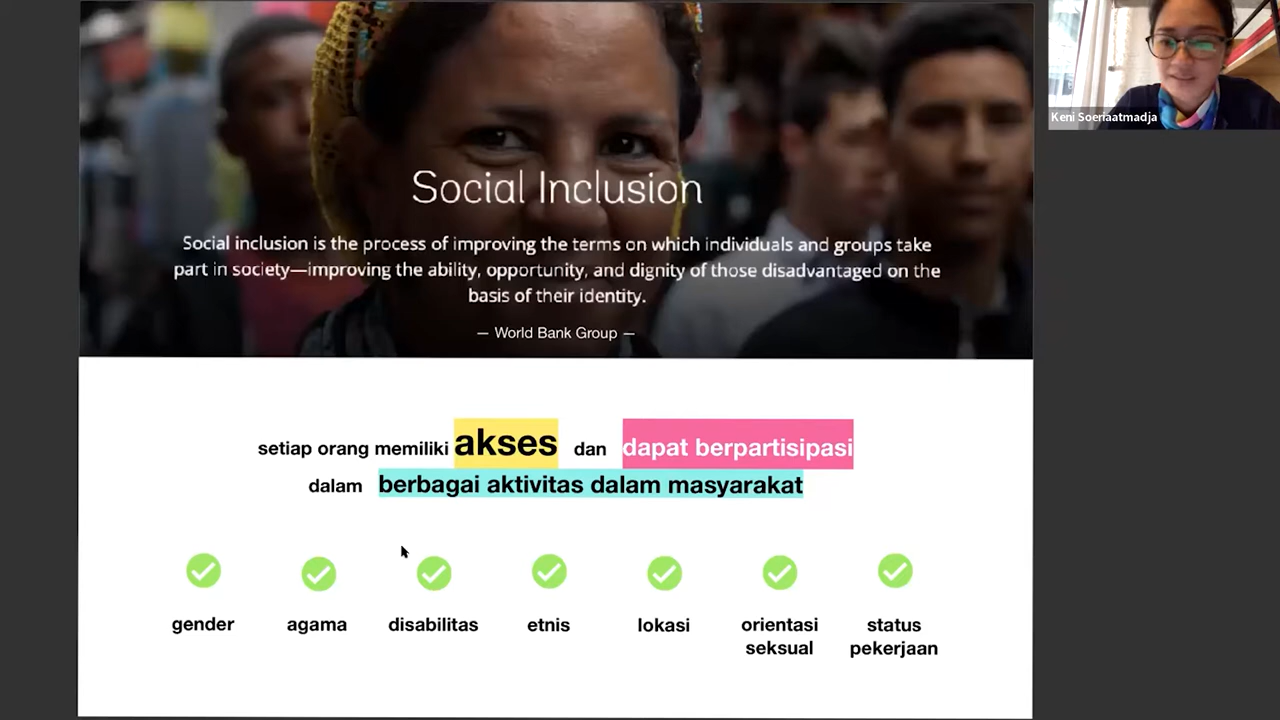 Social Inclusion
Social inclusion is the process of improving the terms on which individuals and groups take
part in society—improving the ability, opportunity, and dignity of those disadvantaged on the
basis of their identity.
— World Bank Group —
setiap orang memiliki akses dan dapat berpartisipasi
dalam berbagai aktivitas dalam masyarakat
gender agama disabilitas etnis lokasi orientasi seksual status pekerjaan
Keni Soeriaatmadja